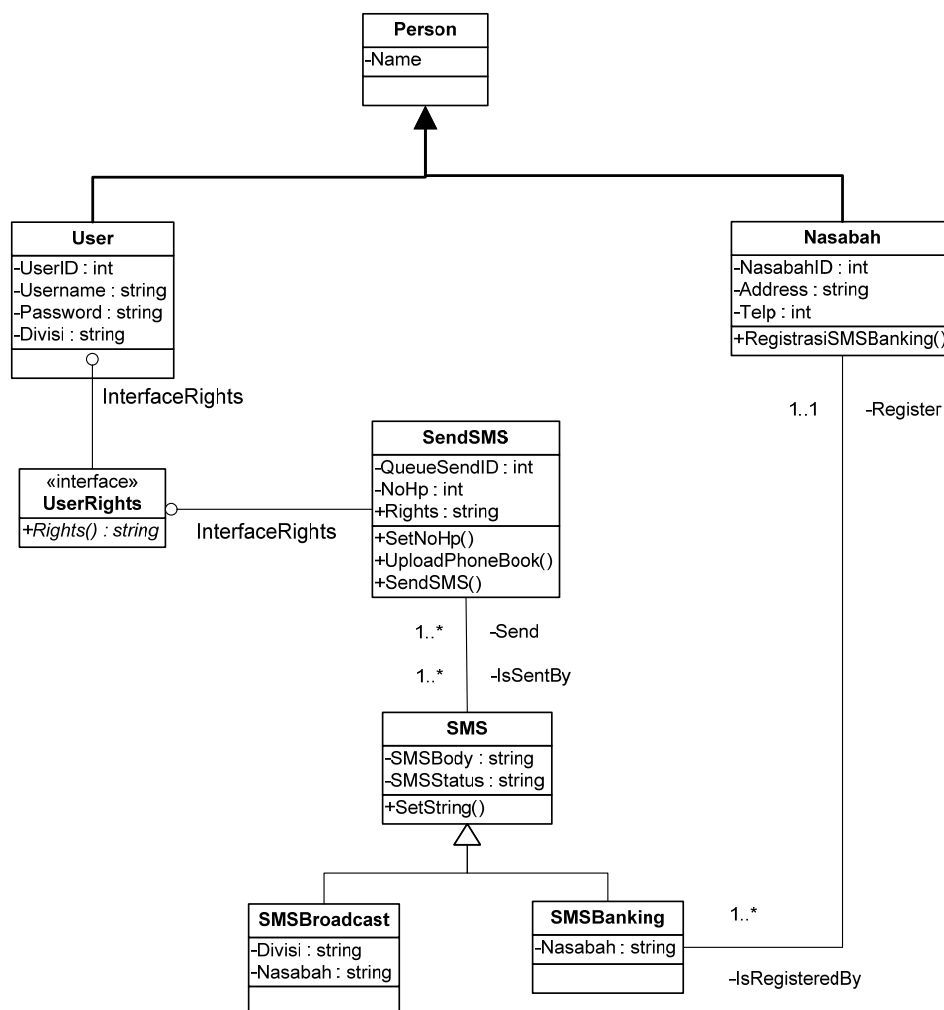 Person
-Name
User
-UserID : int
-Username : string
-Password : string
-Divisi : string
Nasabah
-NasabahID : int
-Address : string
-Telp : int
+RegistrasiSMSBanking()
InterfaceRights
1..1
-Register
SendSMS
-QueueSendID : int
-NoHp : int
+Rights : string
+SetNoHp()
+UploadPhoneBook()
+SendSMS()
«interface»
UserRights
+Rights() : string
InterfaceRights
1..*
-Send
1..*
-IsSentBy
SMS
-SMSBody : string
-SMSStatus : string
+SetString()
SMSBroadcast
-Divisi : string
-Nasabah : string
SMSBanking
-Nasabah : string
1..*
-IsRegisteredBy